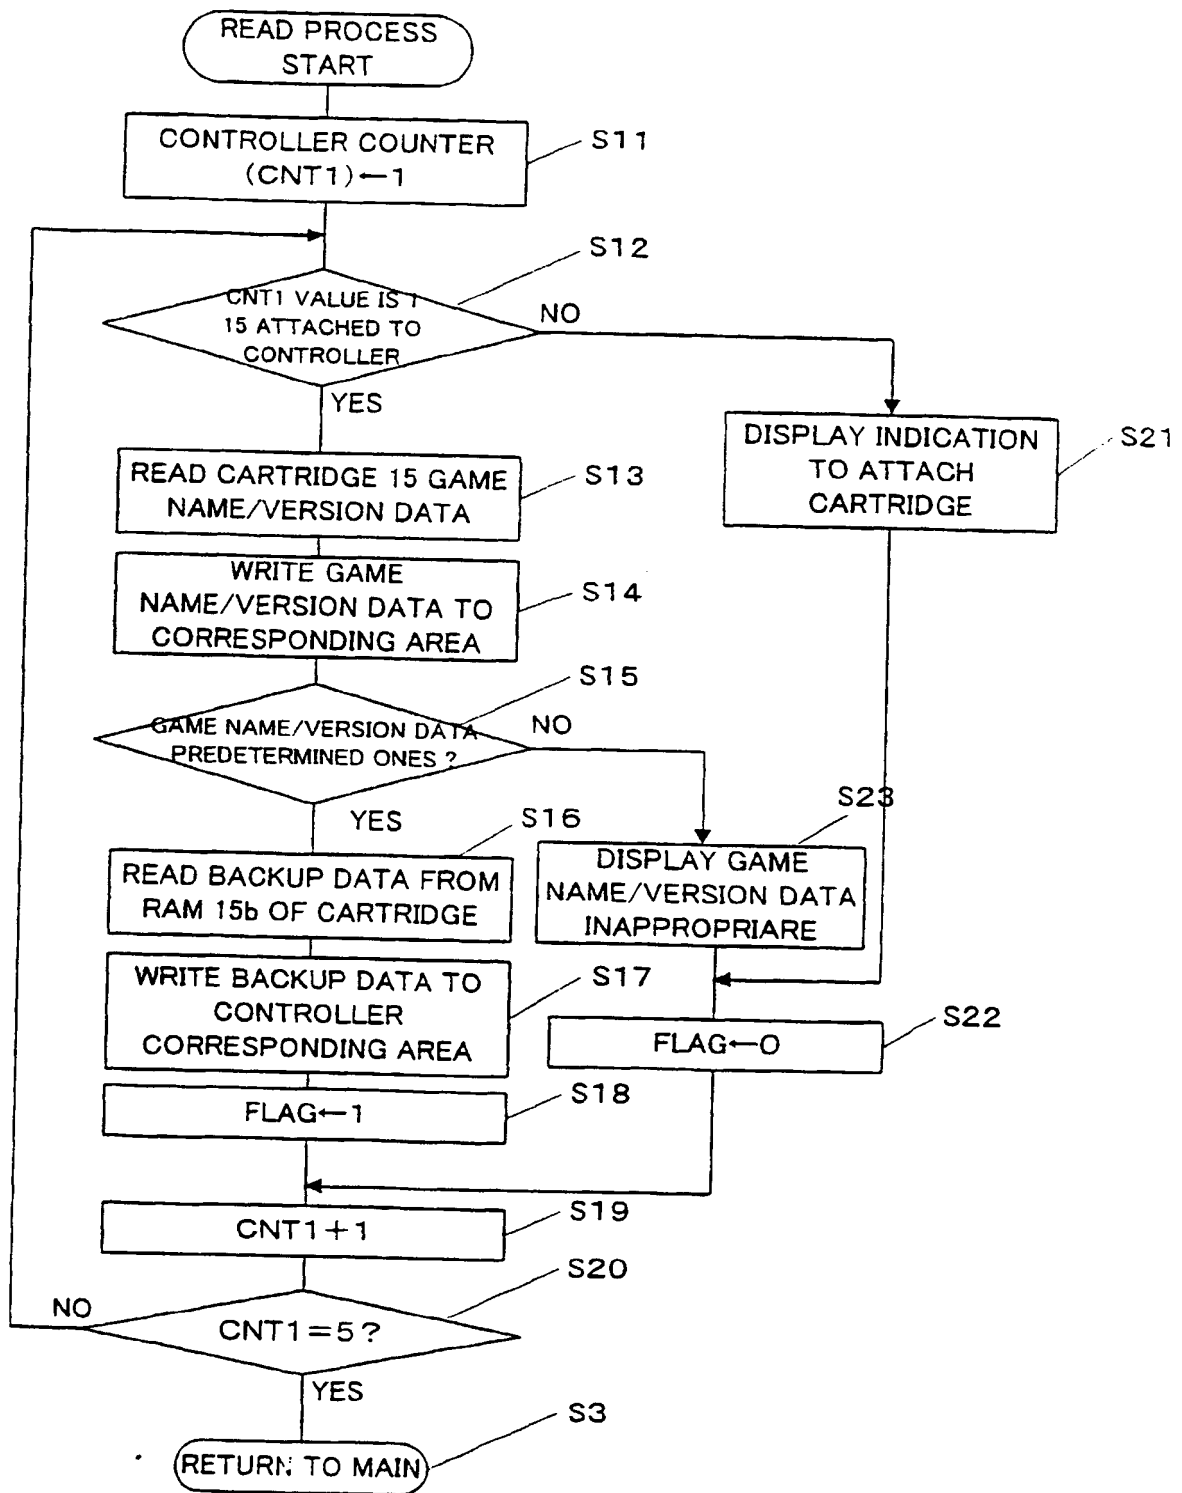 READ PROCESS
START
CONTROLLER COUNTER
(CNT1)←1
S11
S12
CNT1 VALUE IS 1
15 ATTACHED TO
CONTROLLER
NO
YES
DISPLAY INDICATION
TO ATTACH
CARTRIDGE
S21
READ CARTRIDGE 15 GAME
NAME/VERSION DATA
S13
WRITE GAME
NAME/VERSION DATA TO
CORRESPONDING AREA
S14
S15
GAME NAME/VERSION DATA
PREDETERMINED ONES ?
NO
YES
S16
S23
READ BACKUP DATA FROM
RAM 15b OF CARTRIDGE
DISPLAY GAME
NAME/VERSION DATA
INAPPROPRIARE
WRITE BACKUP DATA TO
CONTROLLER
CORRESPONDING AREA
S17
FLAG←0
S22
FLAG←1
S18
CNT1+1
S19
S20
NO
CNT1=5?
YES
S3
RETURN TO MAIN